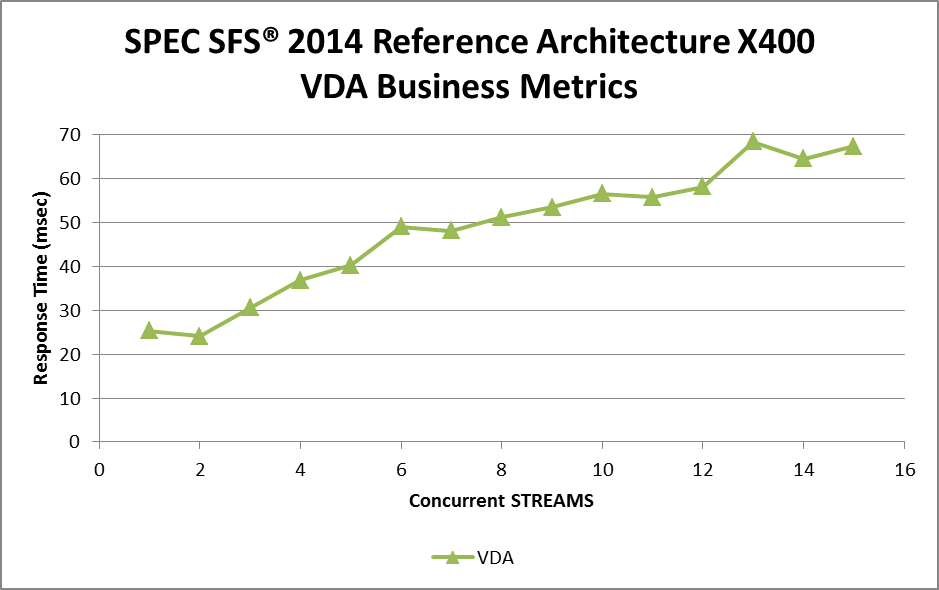 SPEC SFS® 2014 Reference Architecture X400
VDA Business Metrics
Response Time (msec)
70
60
50
40
30
20
10
0
0 2 4 6 8 10 12 14 16
Concurrent STREAMS
VDA